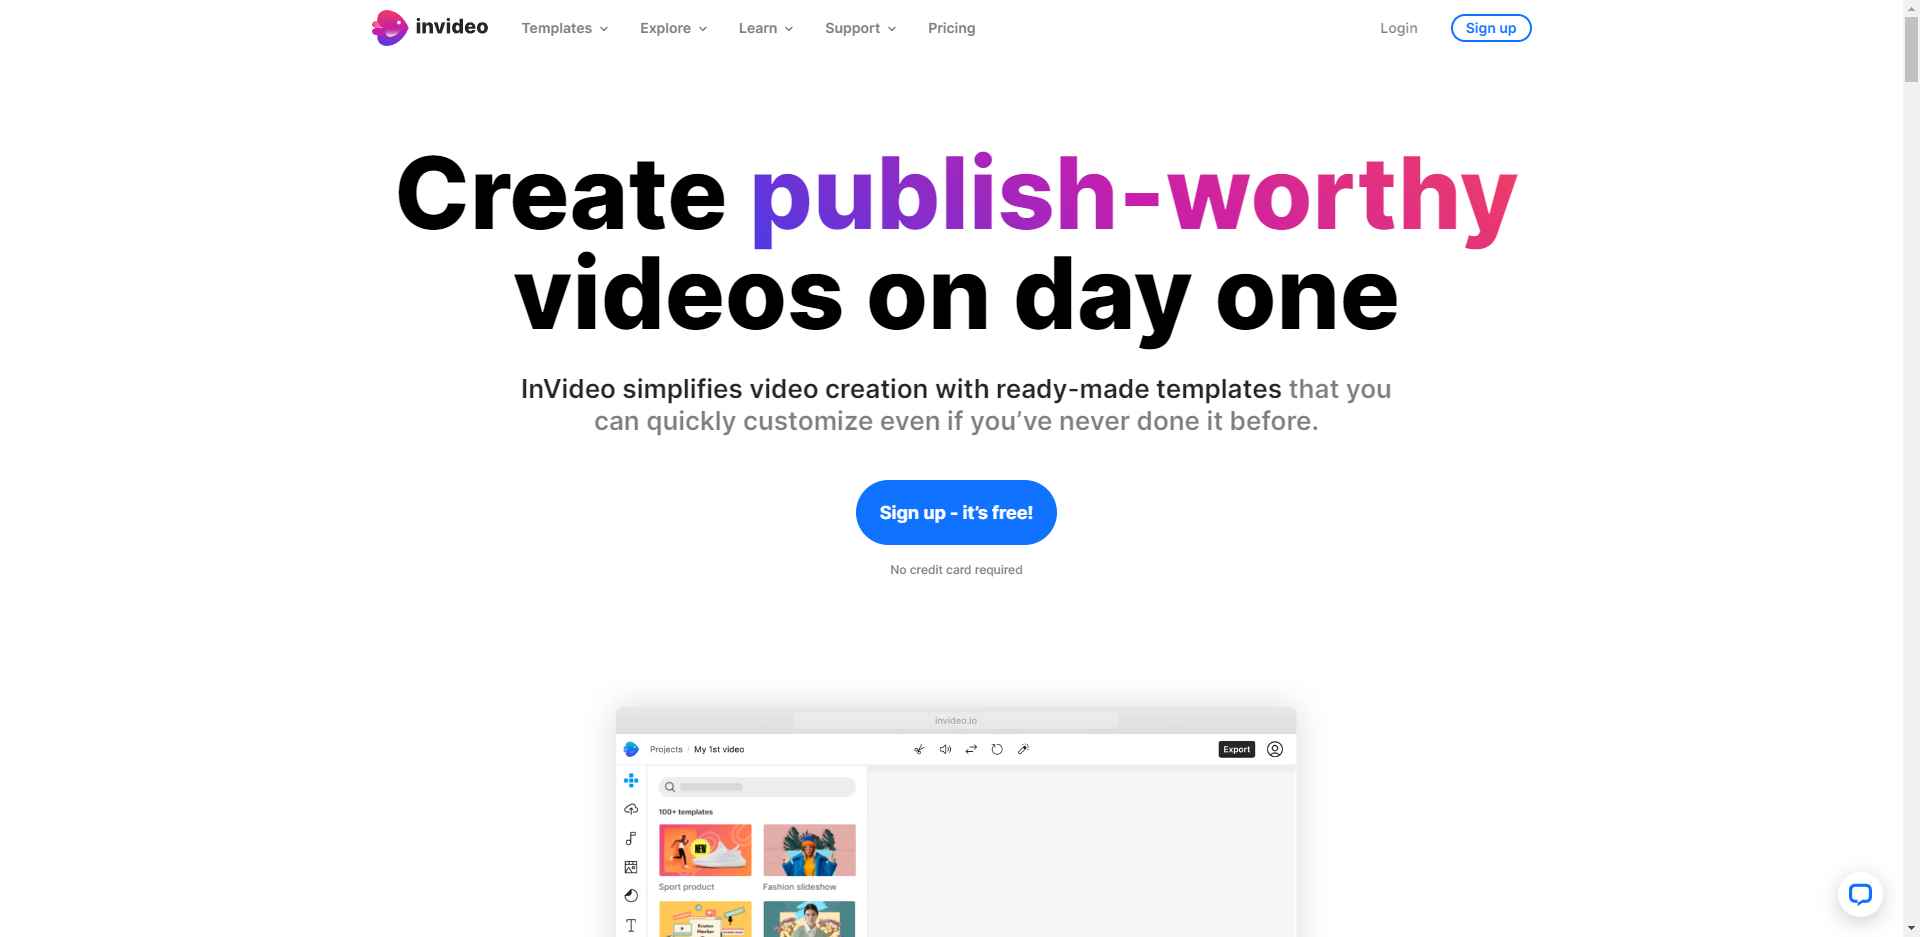 invideo
Templates
Explore
Learn
Support
Pricing
Login
Sign up
Create publish-worthy
videos on day one
InVideo simplifies video creation with ready-made templates that you
can quickly customize even if you’ve never done it before.
Sign up - it’s free!
No credit card required
invideo.io
Projects / My 1st video
Export
100+ templates
NEW
Sport product
Fashion slideshow